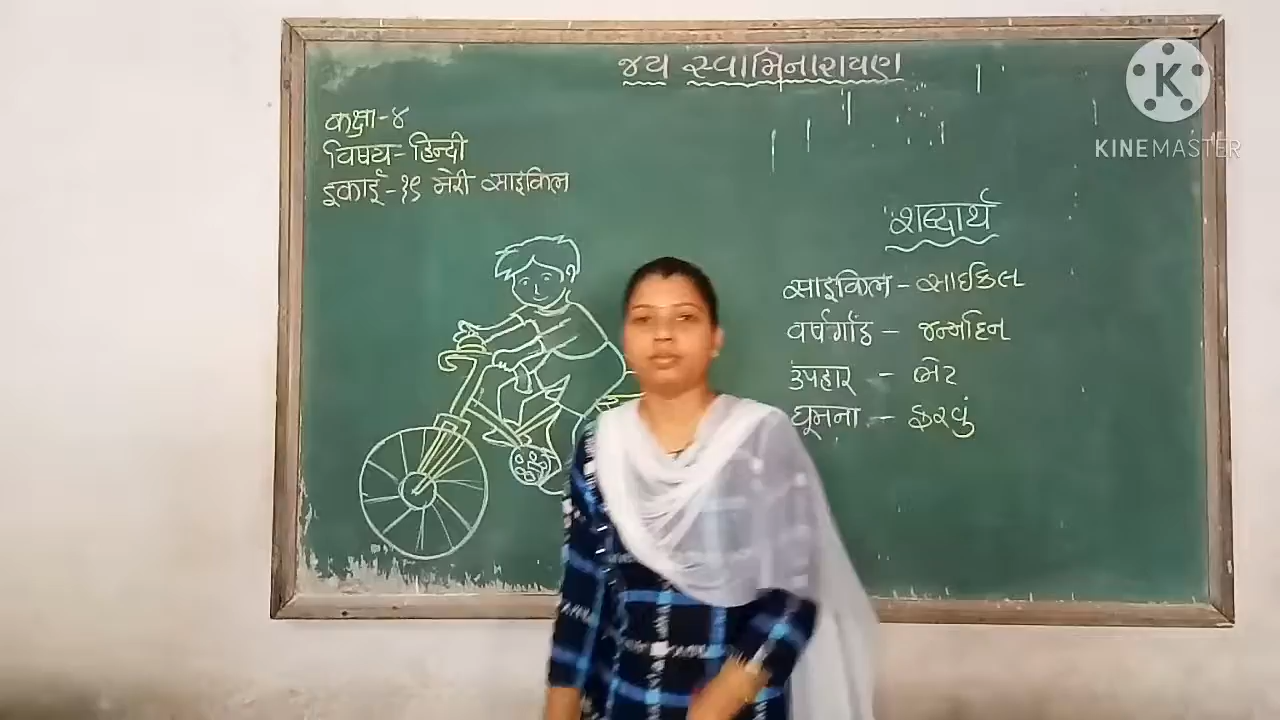 જય સ્વામિનારાયણ
KINEMASTER
कक्षा-४
विषय-हिन्दी
इकाई-१९ मेरी साइकिल
शब्दार्थ
साइकिल - સાઈકલ
वर्षगाँठ - જન્મદિન
उपहार - ભેટ
घूमना - ફરવું